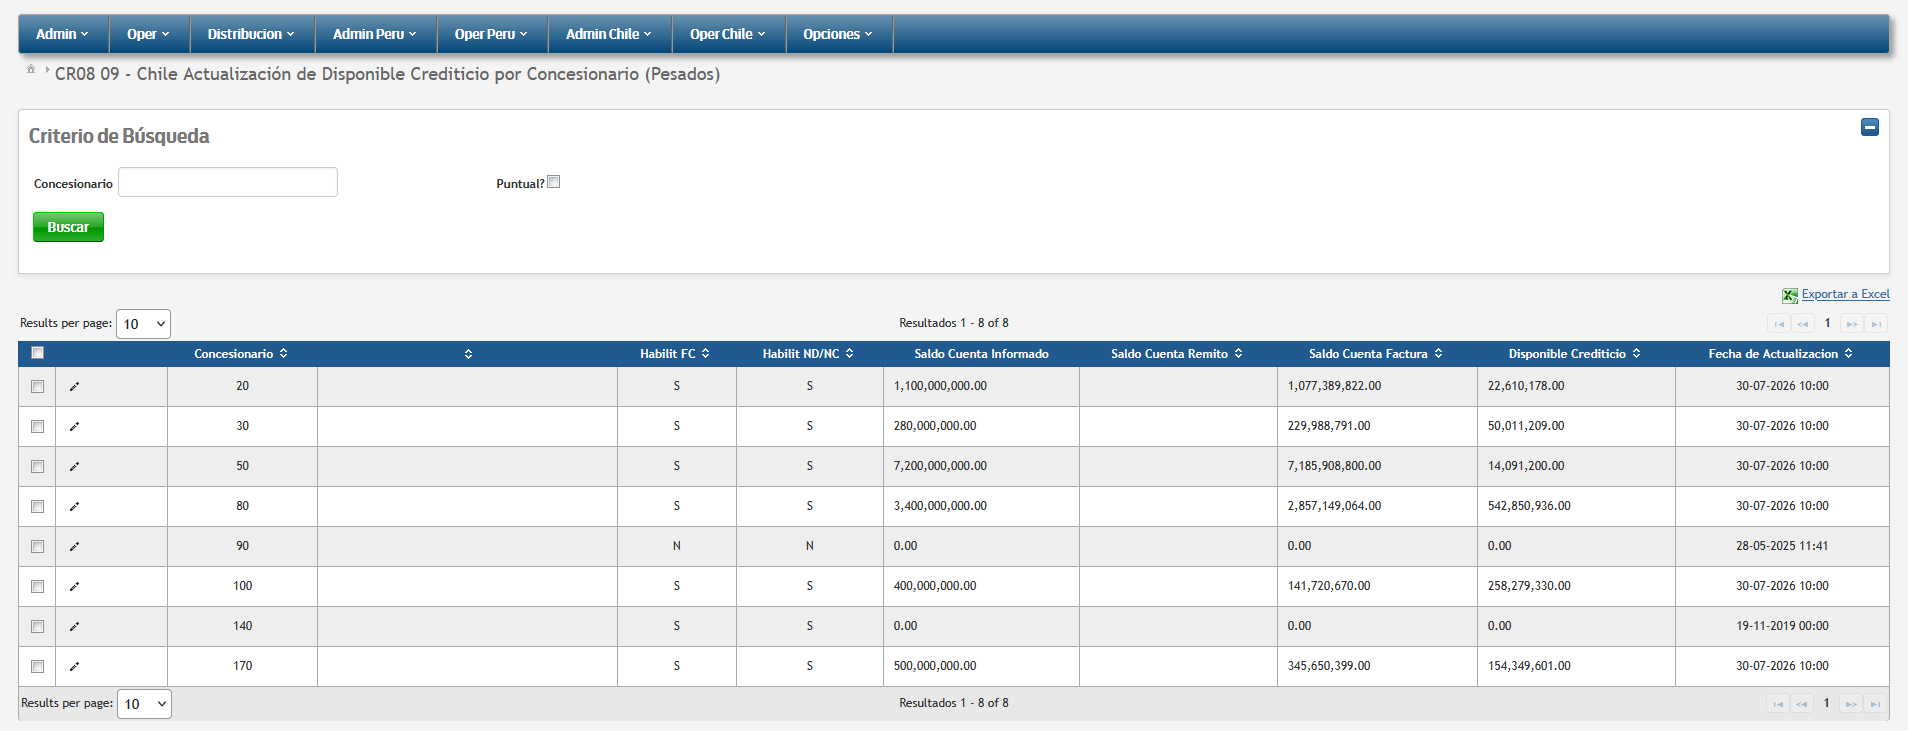 Admin Oper Distribucion Admin Peru Oper Peru Admin Chile Oper Chile Opciones
CR08 09 - Chile Actualización de Disponible Crediticio por Concesionario (Pesados)
Criterio de Búsqueda
Concesionario Puntual?
Buscar
Exportar a Excel
Results per page: 10 Resultados 1 - 8 of 8 1
Concesionario Habilit FC Habilit ND/NC Saldo Cuenta Informado Saldo Cuenta Remito Saldo Cuenta Factura Disponible Crediticio Fecha de Actualizacion
20 S S 1,100,000,000.00 1,077,389,822.00 22,610,178.00 30-07-2026 10:00
30 S S 280,000,000.00 229,988,791.00 50,011,209.00 30-07-2026 10:00
50 S S 7,200,000,000.00 7,185,908,800.00 14,091,200.00 30-07-2026 10:00
80 S S 3,400,000,000.00 2,857,149,064.00 542,850,936.00 30-07-2026 10:00
90 N N 0.00 0.00 0.00 28-05-2025 11:41
100 S S 400,000,000.00 141,720,670.00 258,279,330.00 30-07-2026 10:00
140 S S 0.00 0.00 0.00 19-11-2019 00:00
170 S S 500,000,000.00 345,650,399.00 154,349,601.00 30-07-2026 10:00
Results per page: 10 Resultados 1 - 8 of 8 1